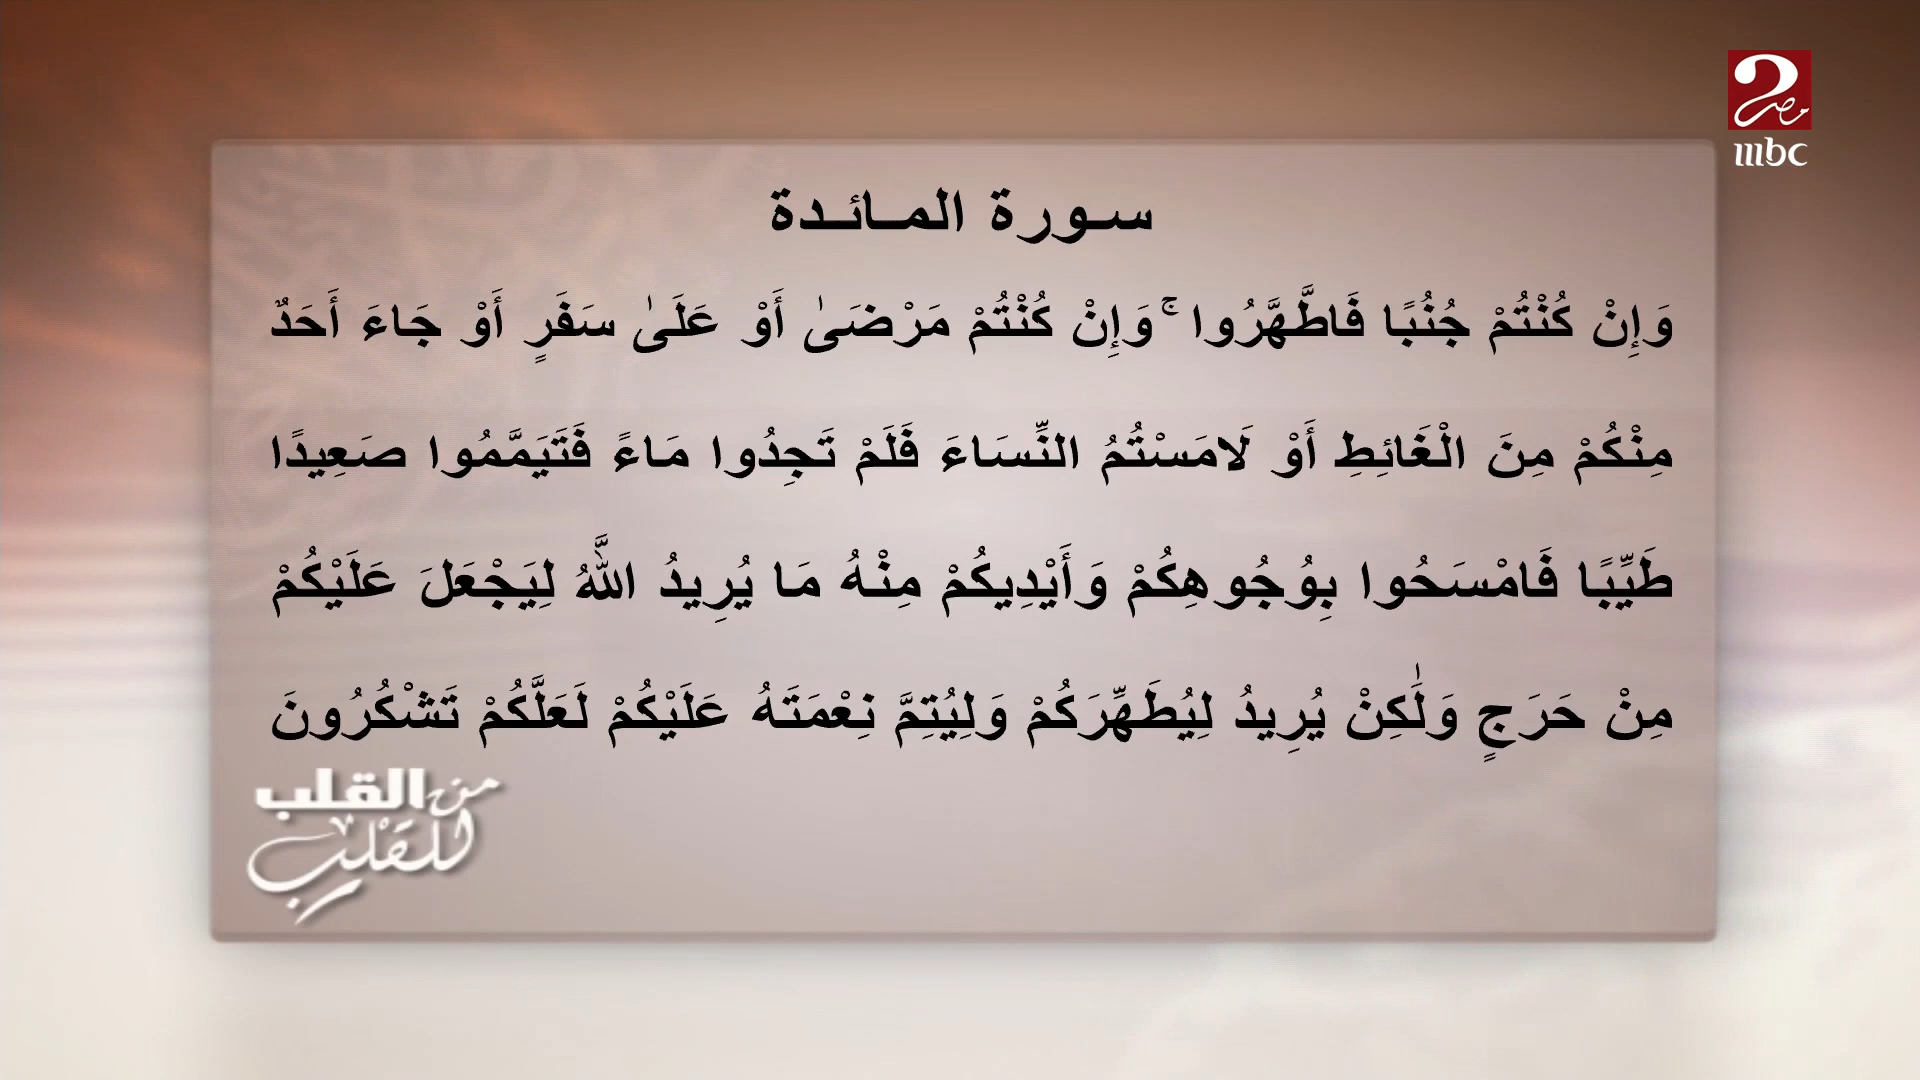 مصر
mbc
سورة المائدة
وَإِنْ كُنْتُمْ جُنُبًا فَاطَّهَّرُوا ۚ وَإِنْ كُنْتُمْ مَرْضَىٰ أَوْ عَلَىٰ سَفَرٍ أَوْ جَاءَ أَحَدٌ
مِنْكُمْ مِنَ الْغَائِطِ أَوْ لَامَسْتُمُ النِّسَاءَ فَلَمْ تَجِدُوا مَاءً فَتَيَمَّمُوا صَعِيدًا
طَيِّبًا فَامْسَحُوا بِوُجُوهِكُمْ وَأَيْدِيكُمْ مِنْهُ مَا يُرِيدُ اللَّهُ لِيَجْعَلَ عَلَيْكُمْ
مِنْ حَرَجٍ وَلَٰكِنْ يُرِيدُ لِيُطَهِّرَكُمْ وَلِيُتِمَّ نِعْمَتَهُ عَلَيْكُمْ لَعَلَّكُمْ تَشْكُرُونَ
من القلب
للقلب